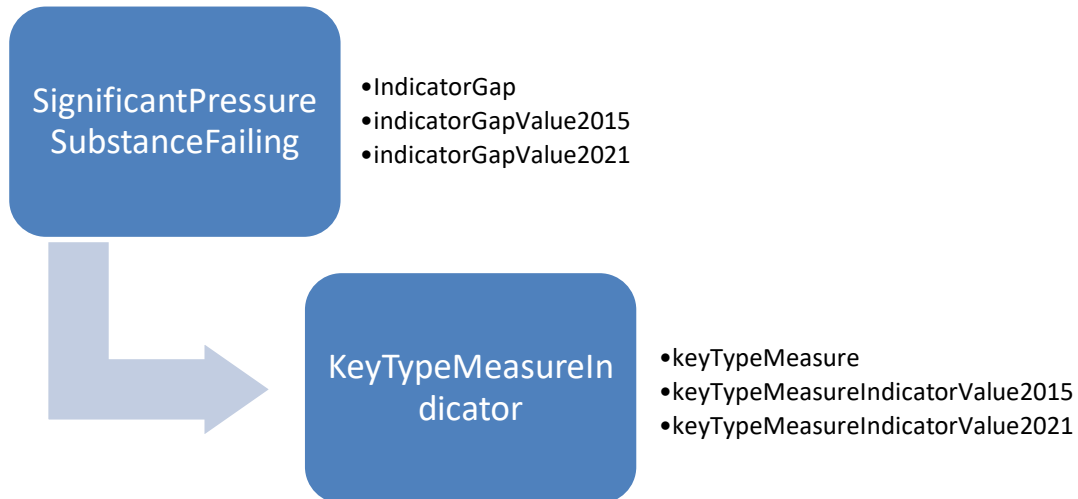 SignificantPressure
SubstanceFailing
•IndicatorGap
•indicatorGapValue2015
•indicatorGapValue2021
KeyTypeMeasureIn
dicator
•keyTypeMeasure
•keyTypeMeasureIndicatorValue2015
•keyTypeMeasureIndicatorValue2021